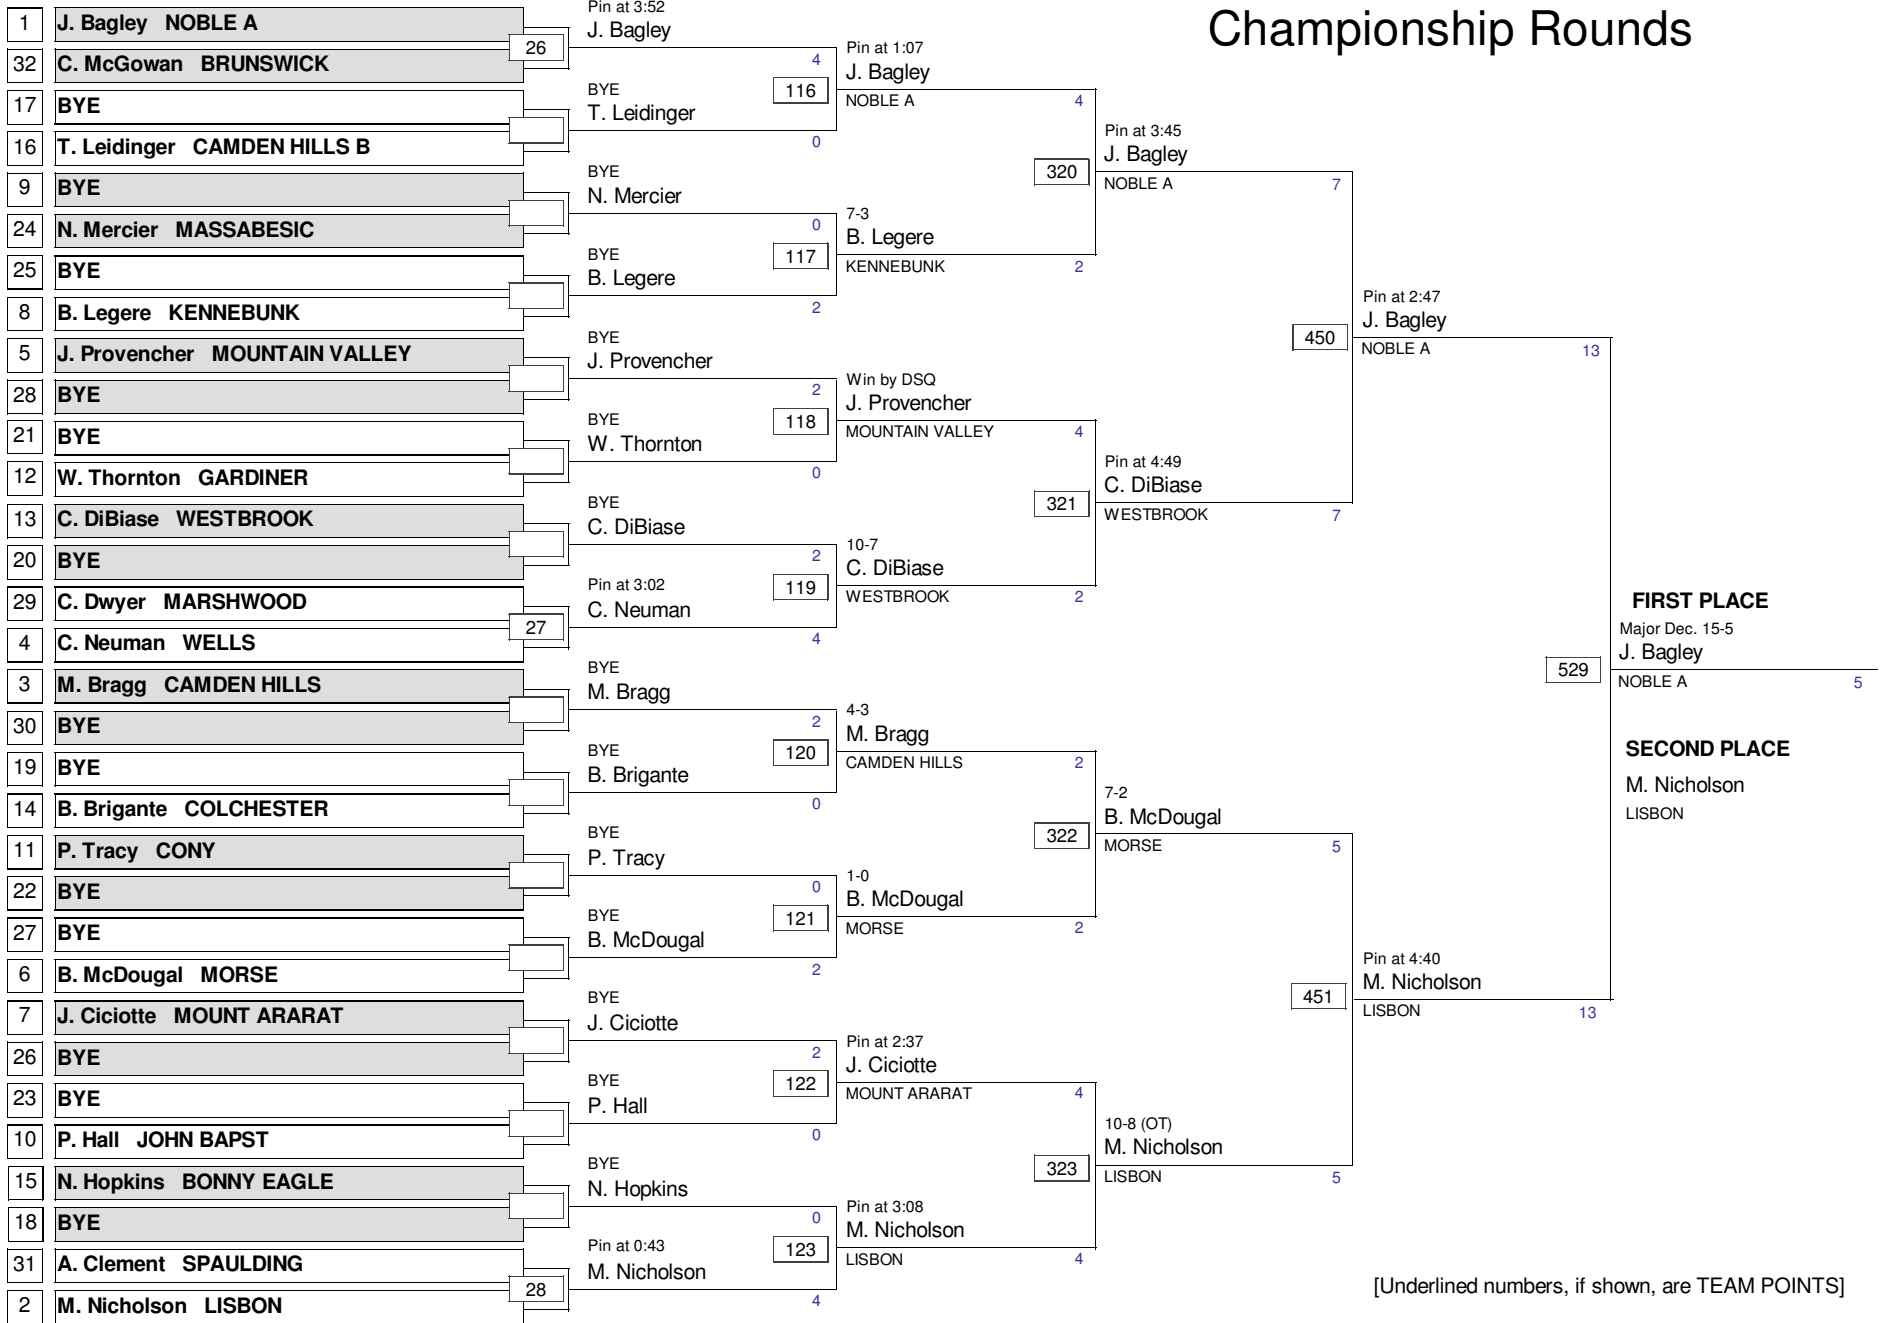 Championship Rounds
1 J. Bagley NOBLE A
32 C. McGowan BRUNSWICK
17 BYE
16 T. Leidinger CAMDEN HILLS B
9 BYE
24 N. Mercier MASSABESIC
25 BYE
8 B. Legere KENNEBUNK
5 J. Provencher MOUNTAIN VALLEY
28 BYE
21 BYE
12 W. Thornton GARDINER
13 C. DiBiase WESTBROOK
20 BYE
29 C. Dwyer MARSHWOOD
4 C. Neuman WELLS
3 M. Bragg CAMDEN HILLS
30 BYE
19 BYE
14 B. Brigante COLCHESTER
11 P. Tracy CONY
22 BYE
27 BYE
6 B. McDougal MORSE
7 J. Ciciotte MOUNT ARARAT
26 BYE
23 BYE
10 P. Hall JOHN BAPST
15 N. Hopkins BONNY EAGLE
18 BYE
31 A. Clement SPAULDING
2 M. Nicholson LISBON
26
27
28
Pin at 3:52
J. Bagley
4
BYE
T. Leidinger
0
BYE
N. Mercier
0
BYE
B. Legere
2
BYE
J. Provencher
2
BYE
W. Thornton
0
BYE
C. DiBiase
2
Pin at 3:02
C. Neuman
4
BYE
M. Bragg
2
BYE
B. Brigante
0
BYE
P. Tracy
0
BYE
B. McDougal
2
BYE
J. Ciciotte
2
BYE
P. Hall
0
BYE
N. Hopkins
0
Pin at 0:43
M. Nicholson
4
116
117
118
119
120
121
122
123
Pin at 1:07
J. Bagley
NOBLE A 4
7-3
B. Legere
KENNEBUNK 2
Win by DSQ
J. Provencher
MOUNTAIN VALLEY 4
10-7
C. DiBiase
WESTBROOK 2
4-3
M. Bragg
CAMDEN HILLS 2
1-0
B. McDougal
MORSE 2
Pin at 2:37
J. Ciciotte
MOUNT ARARAT 4
Pin at 3:08
M. Nicholson
LISBON 4
320
321
322
323
Pin at 3:45
J. Bagley
NOBLE A 7
Pin at 4:49
C. DiBiase
WESTBROOK 7
7-2
B. McDougal
MORSE 5
10-8 (OT)
M. Nicholson
LISBON 5
450
451
Pin at 2:47
J. Bagley
NOBLE A 13
Pin at 4:40
M. Nicholson
LISBON 13
529
FIRST PLACE
Major Dec. 15-5
J. Bagley
NOBLE A 5
SECOND PLACE
M. Nicholson
LISBON
[Underlined numbers, if shown, are TEAM POINTS]